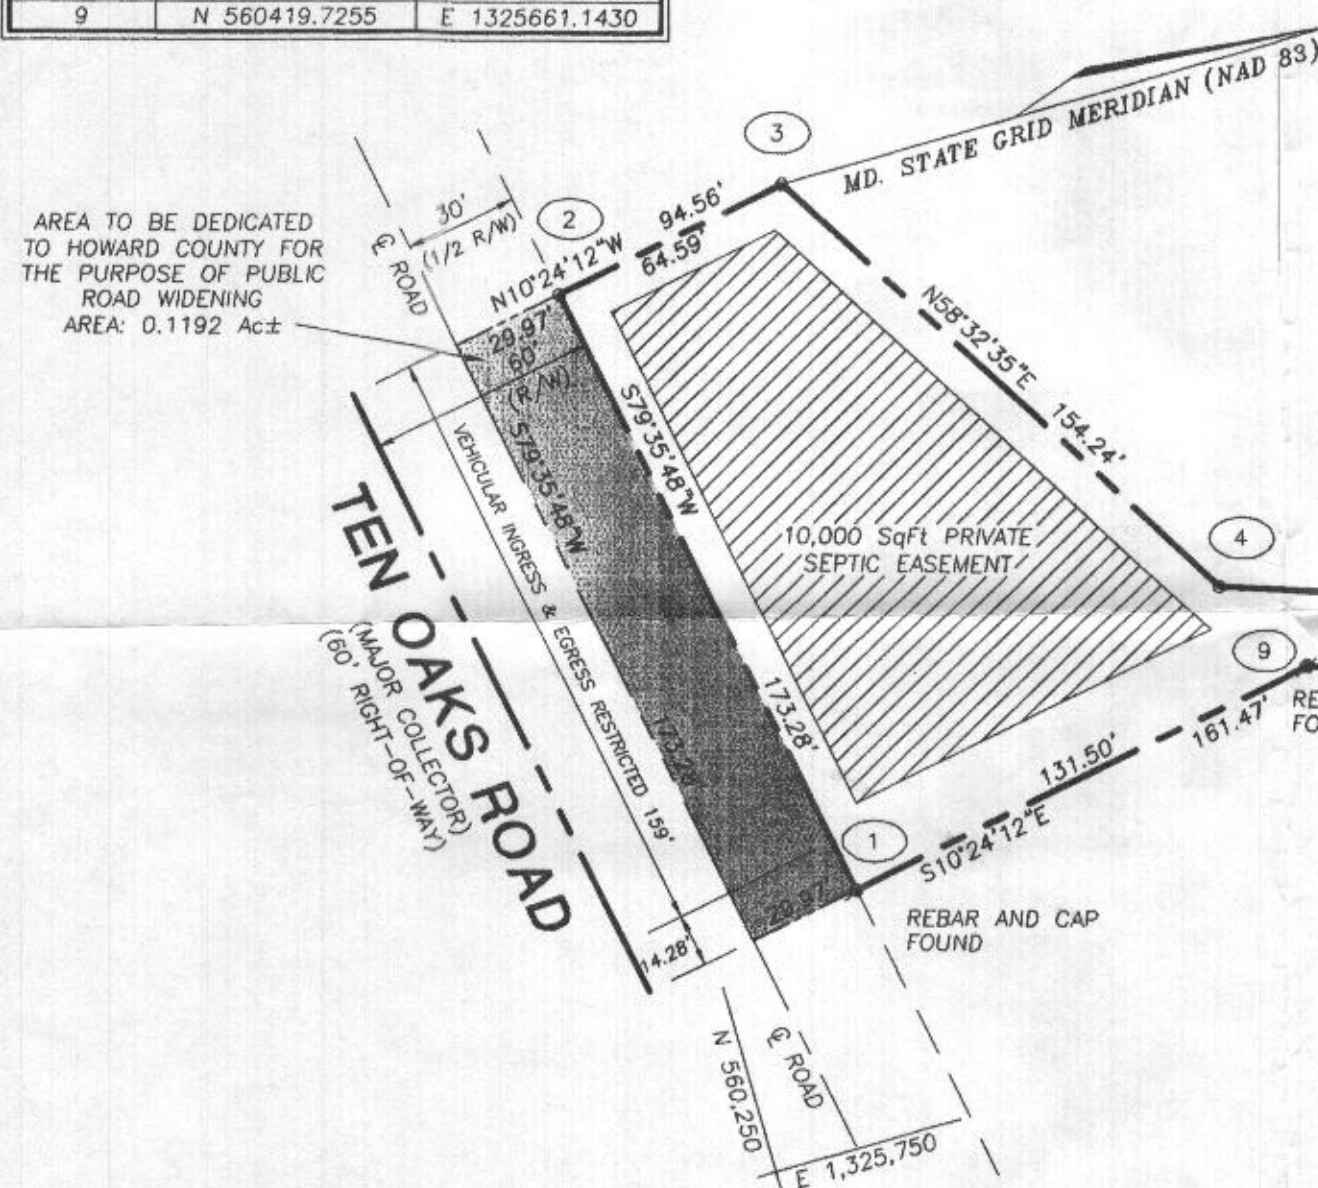 9 N 560419.7255 E 1325661.1430
MD. STATE GRID MERIDIAN (NAD 83)
3
AREA TO BE DEDICATED
TO HOWARD COUNTY FOR
THE PURPOSE OF PUBLIC
ROAD WIDENING
AREA: 0.1192 Ac±
30'
(1/2 R/W)
℄ ROAD
2
94.56'
64.59'
N10°24'12"W
29.97'
60'
(R/W)
S79°35'48"W
173.28'
S79°35'48"W
173.28'
N58°32'35"E
154.24'
VEHICULAR INGRESS & EGRESS RESTRICTED 159'
10,000 SqFt PRIVATE
SEPTIC EASEMENT
4
9
RE
FO
TEN OAKS ROAD
(MAJOR COLLECTOR)
(60' RIGHT-OF-WAY)
161.47'
131.50'
S10°24'12"E
1
29.97'
14.28'
REBAR AND CAP
FOUND
℄ ROAD
N 560,250
E 1,325,750